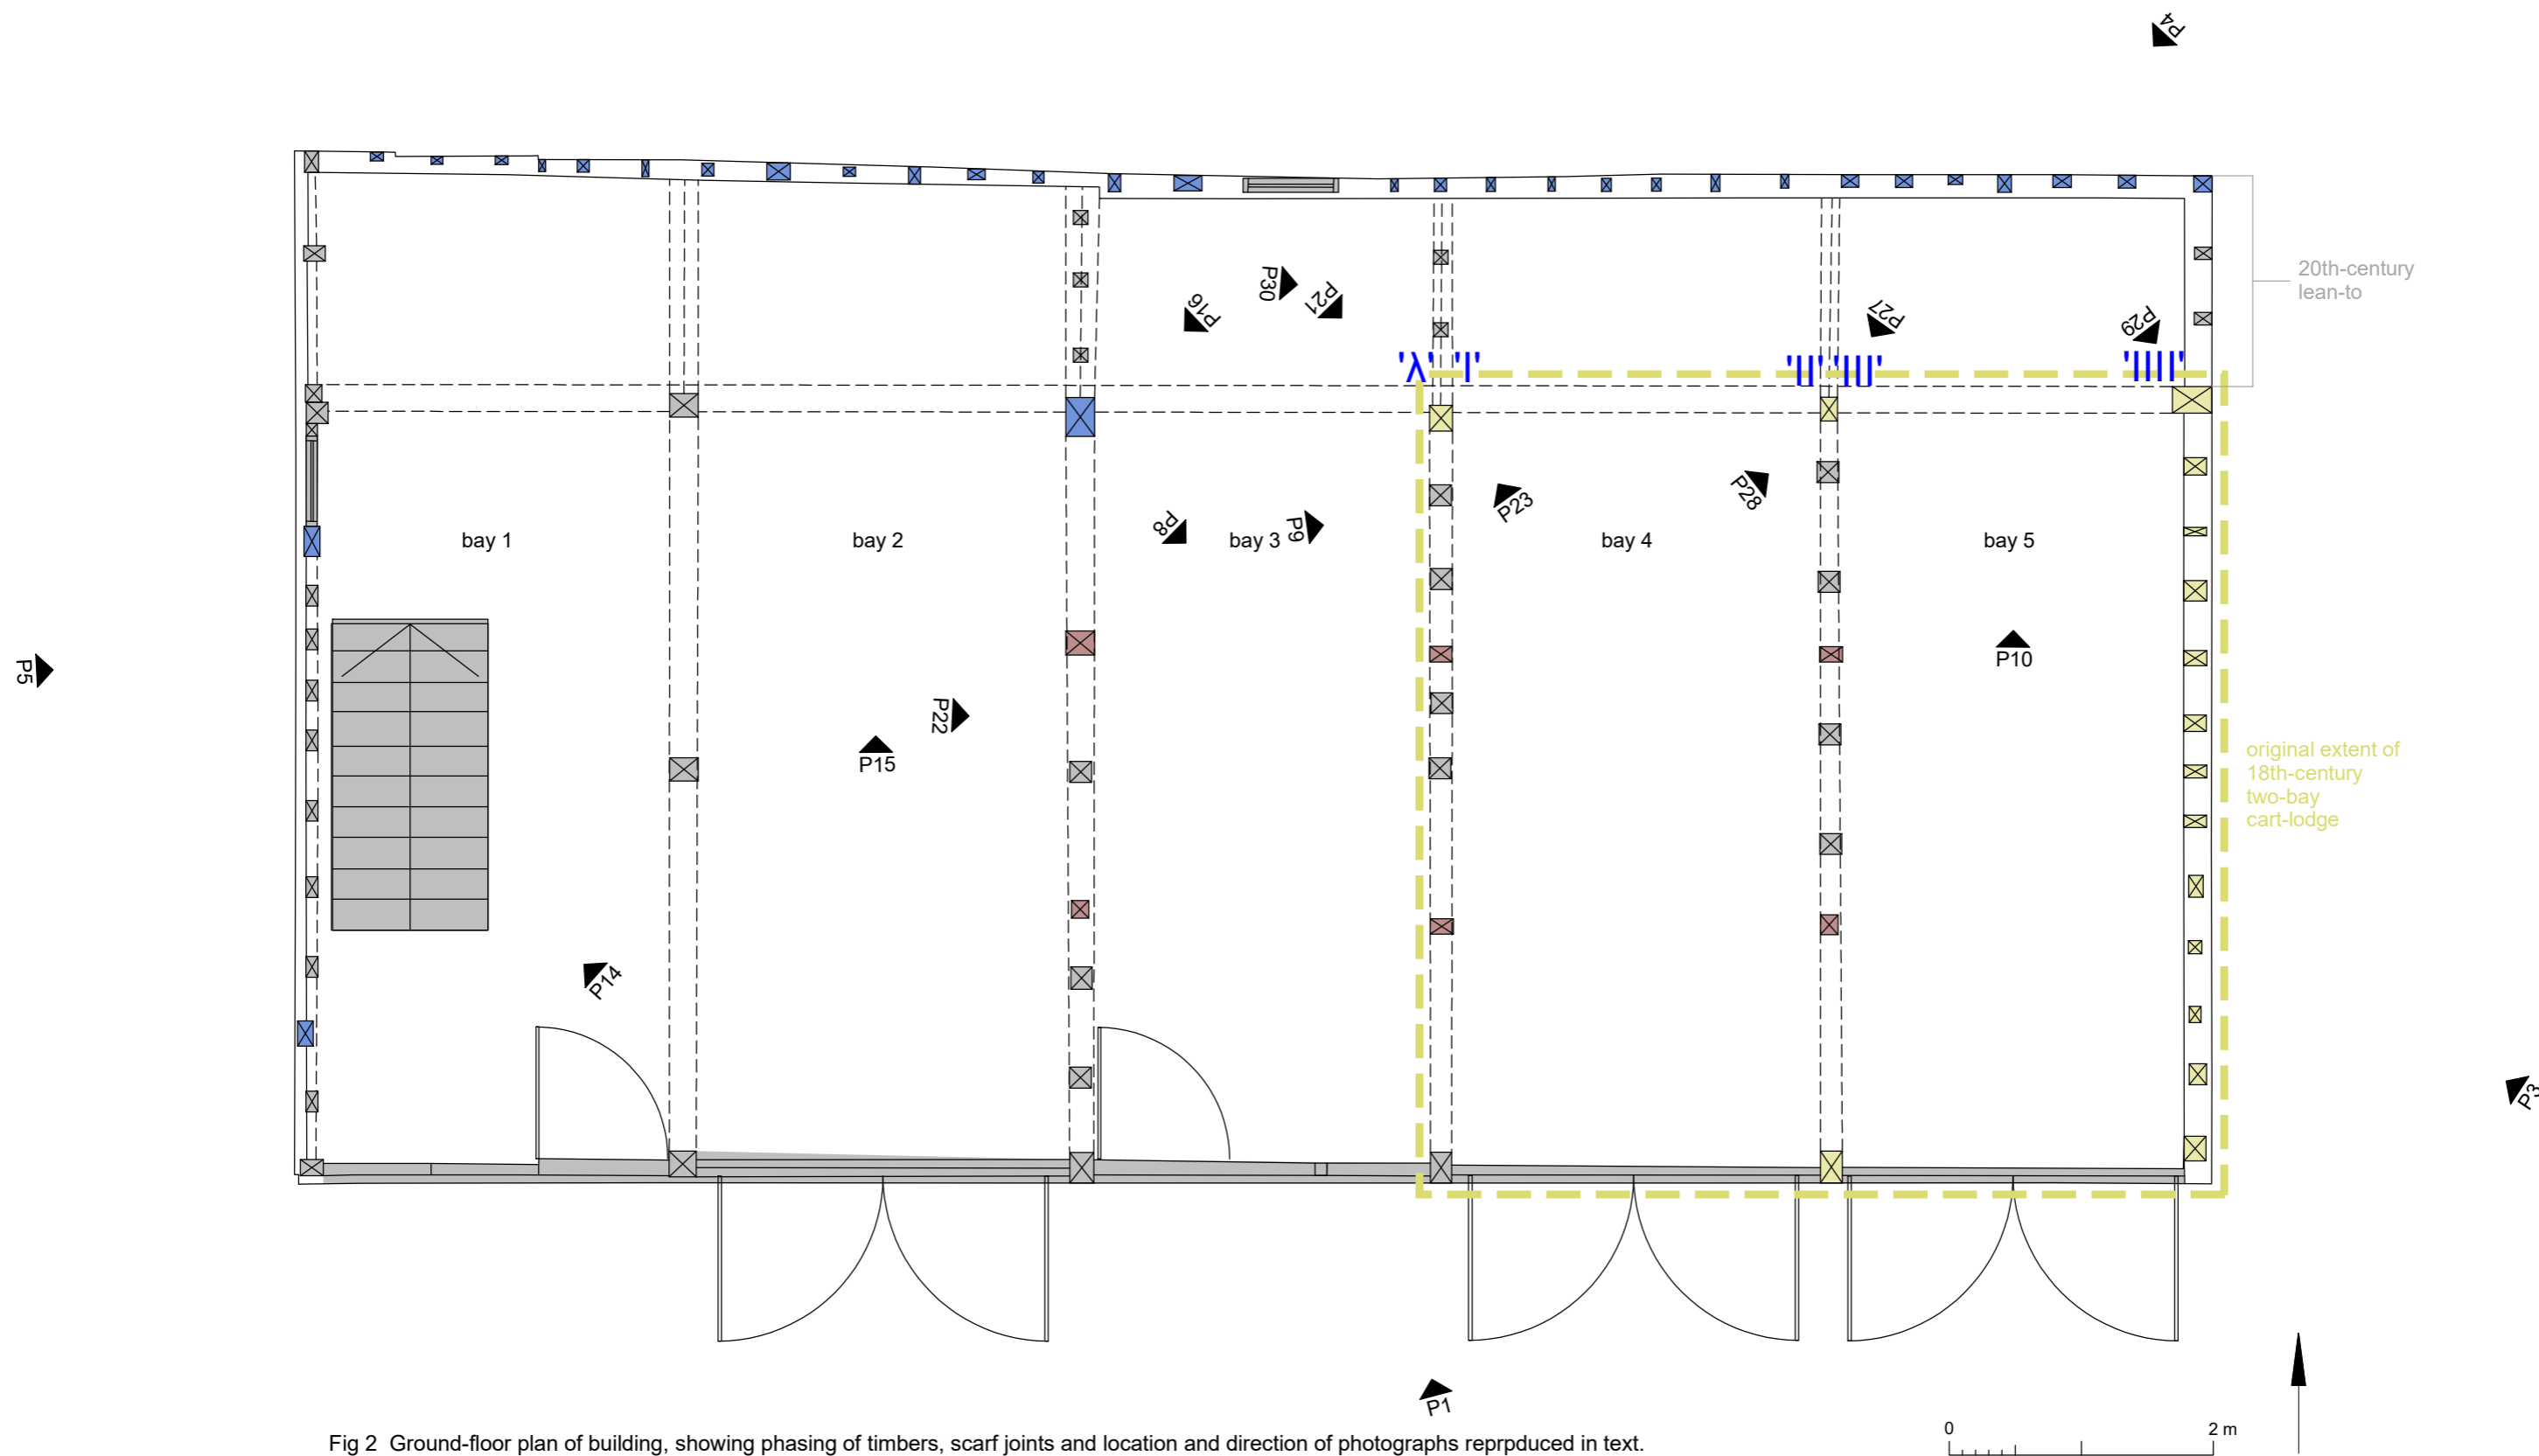 P4
20th-century
lean-to
P30
P21
P16
P27
P29
'λ' 'I' 'II' 'III' 'IIII'
P23
P28
P8
P9
bay 1
bay 2
bay 3
bay 4
bay 5
P5
P10
P22
P15
original extent of
18th-century
two-bay
cart-lodge
P14
P3
P1
0 2 m
Fig 2 Ground-floor plan of building, showing phasing of timbers, scarf joints and location and direction of photographs reprpduced in text.